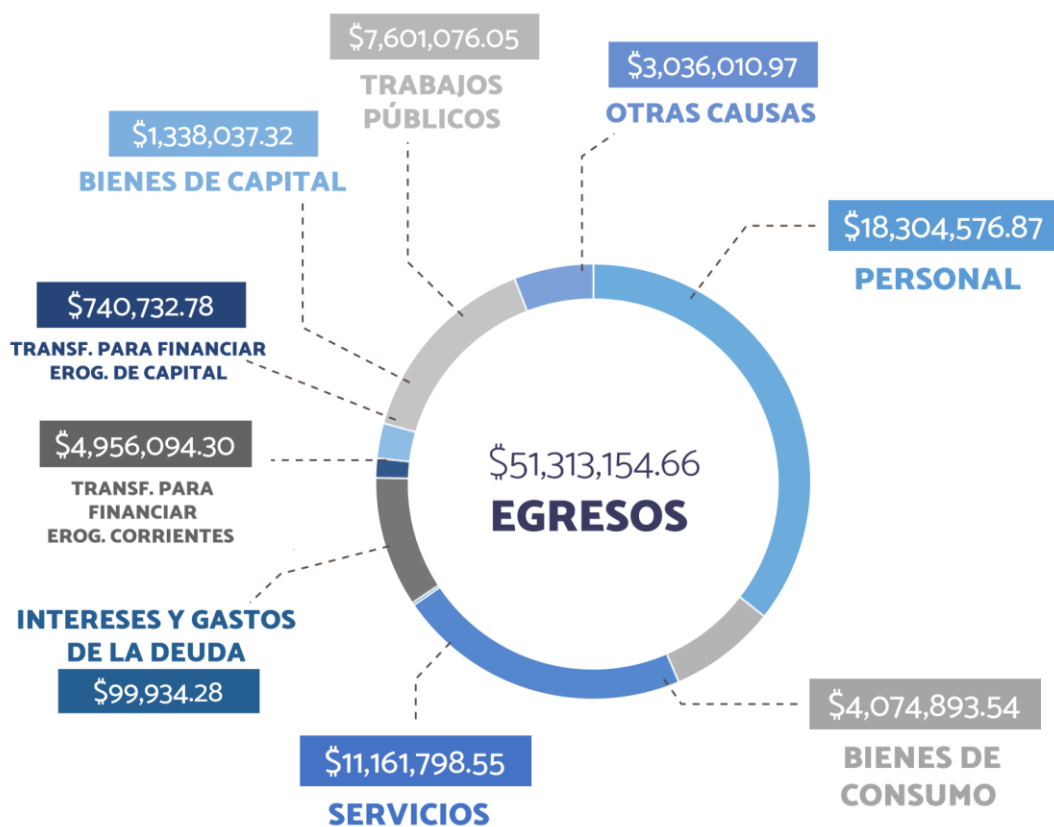 $7,601,076.05
TRABAJOS
PÚBLICOS
$3,036,010.97
OTRAS CAUSAS
$1,338,037.32
BIENES DE CAPITAL
$18,304,576.87
PERSONAL
$740,732.78
TRANSF. PARA FINANCIAR
EROG. DE CAPITAL
$4,956,094.30
TRANSF. PARA
FINANCIAR
EROG. CORRIENTES
$51,313,154.66
EGRESOS
INTERESES Y GASTOS
DE LA DEUDA
$99,934.28
$4,074,893.54
BIENES DE
CONSUMO
$11,161,798.55
SERVICIOS